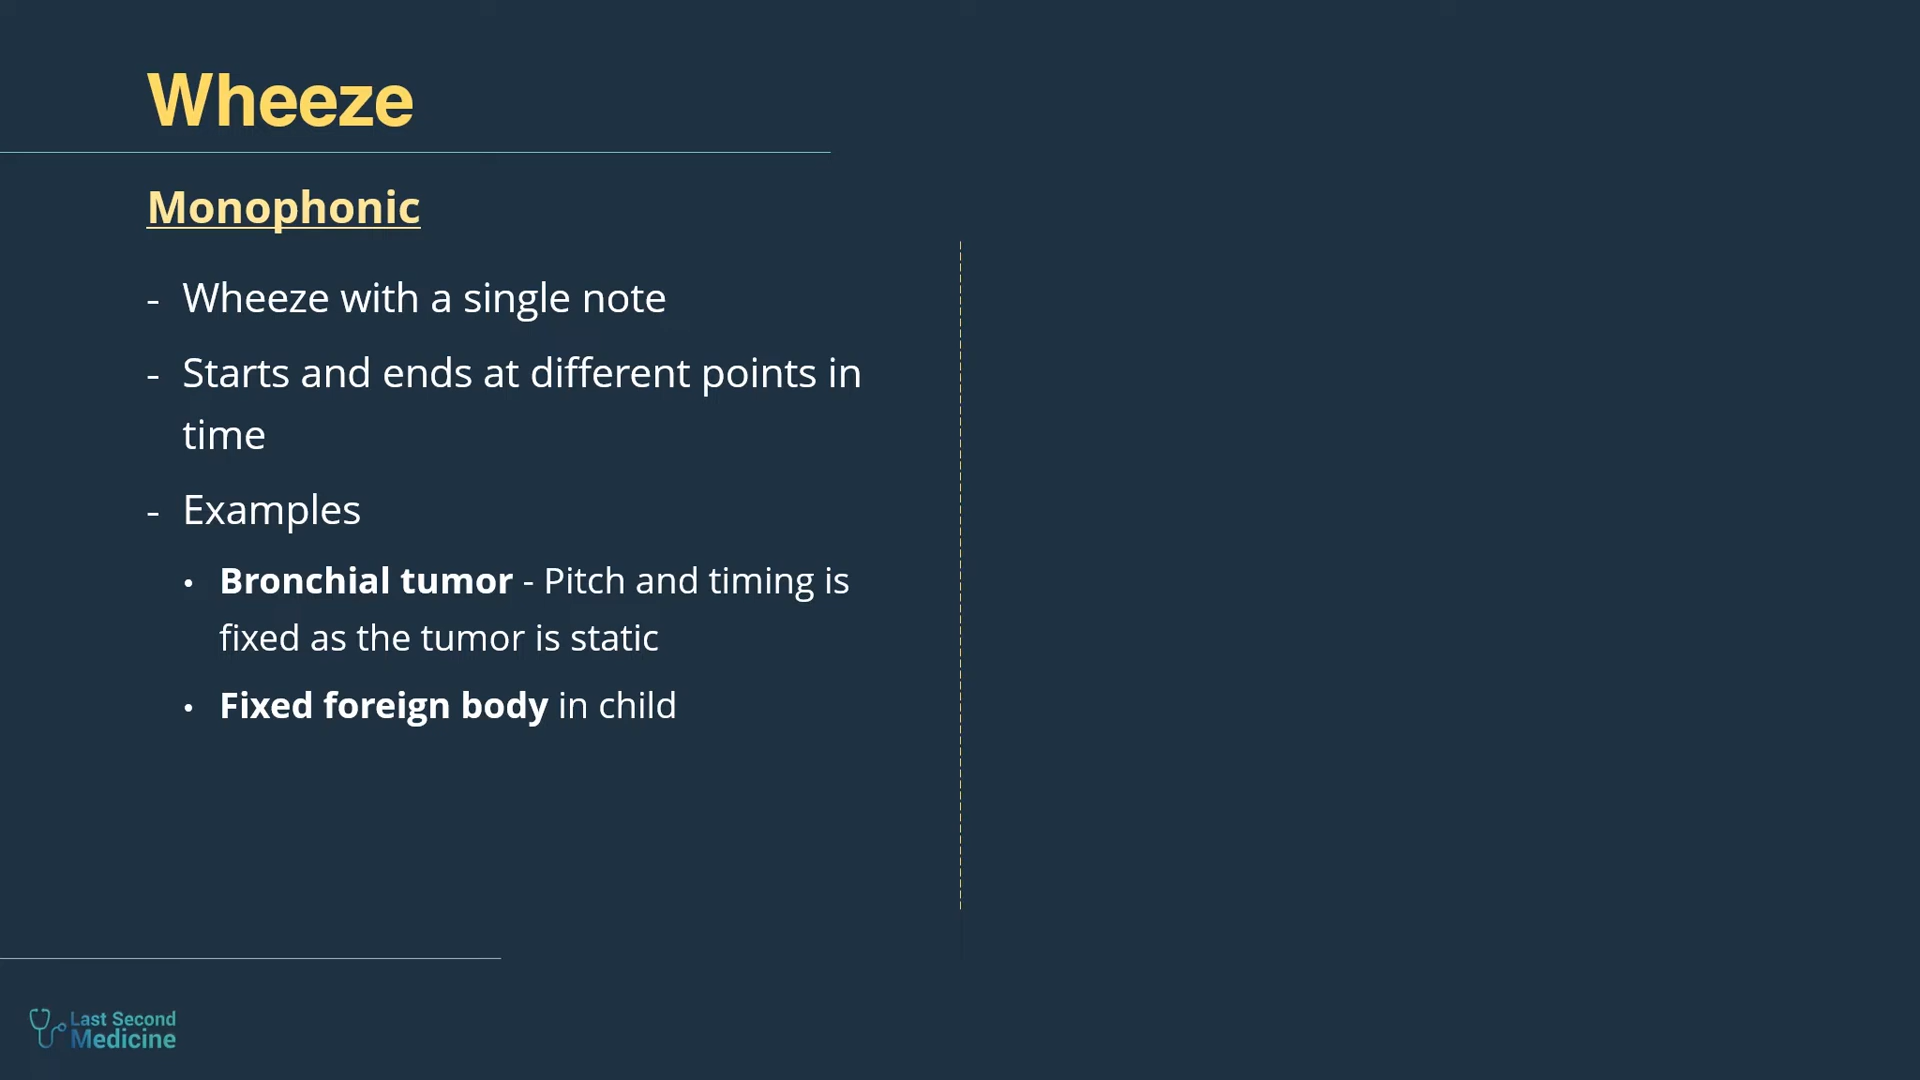 Wheeze
Monophonic
- Wheeze with a single note
- Starts and ends at different points in
time
- Examples
• Bronchial tumor - Pitch and timing is
fixed as the tumor is static
• Fixed foreign body in child
Last Second
Medicine